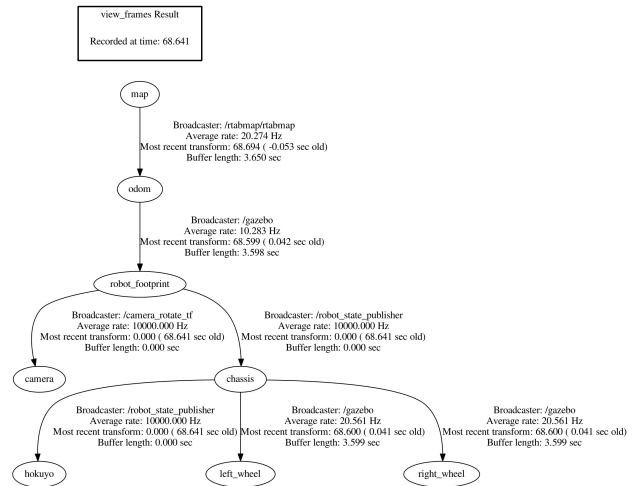 view_frames Result
Recorded at time: 68.641
map
Broadcaster: /rtabmap/rtabmap
Average rate: 20.274 Hz
Most recent transform: 68.694 ( -0.053 sec old)
Buffer length: 3.650 sec
odom
Broadcaster: /gazebo
Average rate: 10.283 Hz
Most recent transform: 68.599 ( 0.042 sec old)
Buffer length: 3.598 sec
robot_footprint
Broadcaster: /camera_rotate_tf
Average rate: 10000.000 Hz
Most recent transform: 0.000 ( 68.641 sec old)
Buffer length: 0.000 sec
Broadcaster: /robot_state_publisher
Average rate: 10000.000 Hz
Most recent transform: 0.000 ( 68.641 sec old)
Buffer length: 0.000 sec
camera
chassis
Broadcaster: /robot_state_publisher
Average rate: 10000.000 Hz
Most recent transform: 0.000 ( 68.641 sec old)
Buffer length: 0.000 sec
Broadcaster: /gazebo
Average rate: 20.561 Hz
Most recent transform: 68.600 ( 0.041 sec old)
Buffer length: 3.599 sec
Broadcaster: /gazebo
Average rate: 20.561 Hz
Most recent transform: 68.600 ( 0.041 sec old)
Buffer length: 3.599 sec
hokuyo
left_wheel
right_wheel